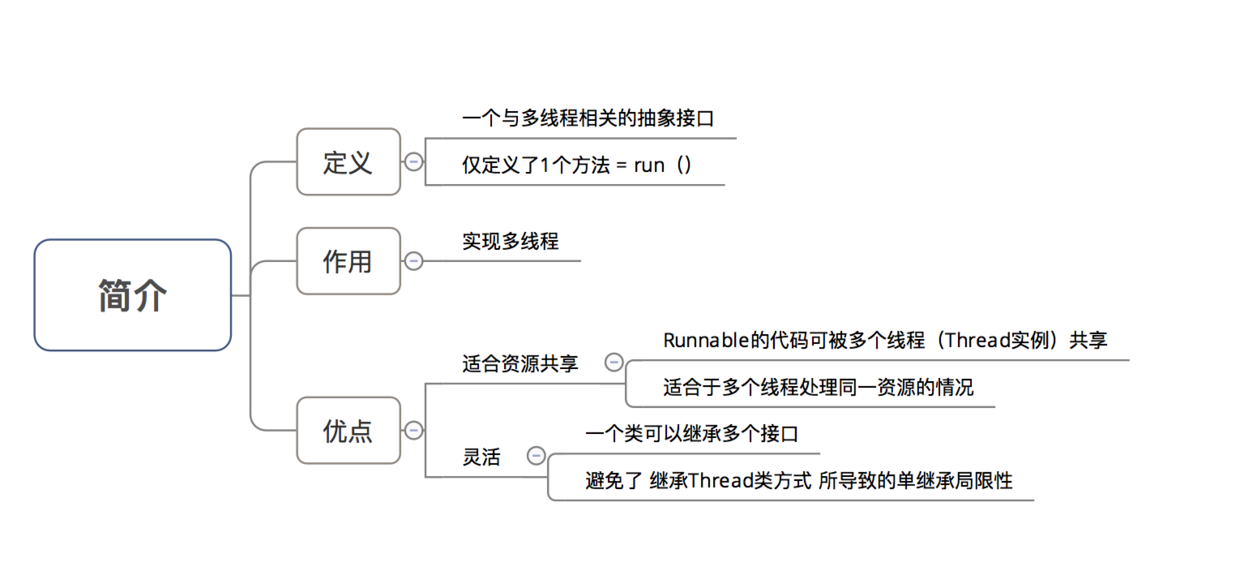 简介
定义
一个与多线程相关的抽象接口
仅定义了1个方法 = run（）
作用
实现多线程
优点
适合资源共享
Runnable的代码可被多个线程（Thread实例）共享
适合于多个线程处理同一资源的情况
灵活
一个类可以继承多个接口
避免了 继承Thread类方式 所导致的单继承局限性